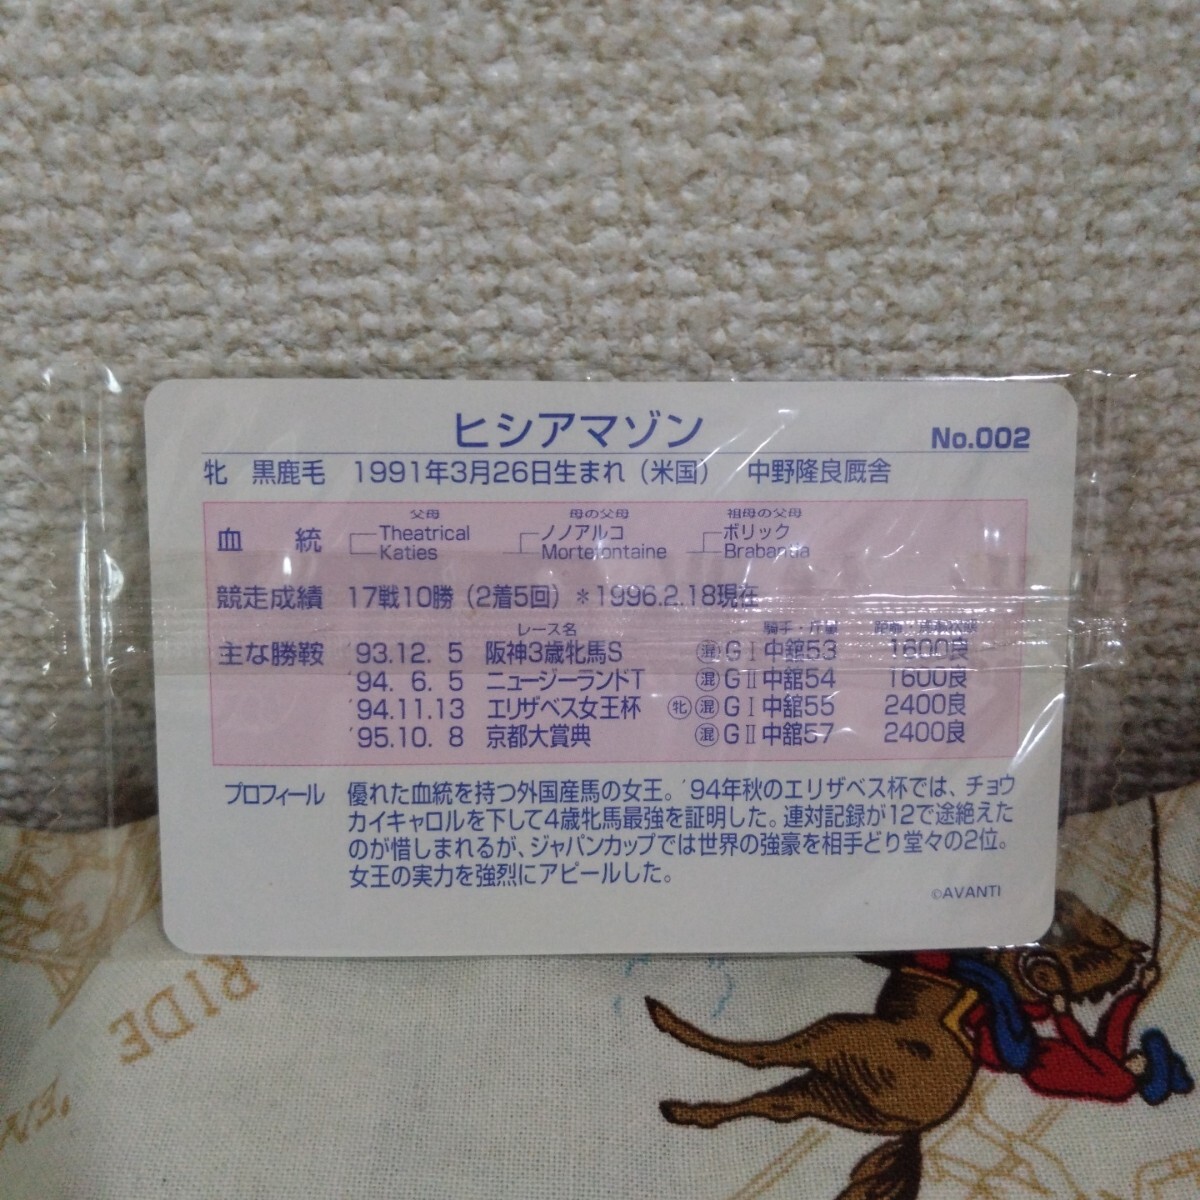 ヒシアマゾン No.002
牝 黒鹿毛 1991年3月26日生まれ（米国） 中野隆良厩舎
父母 母の父母 祖母の父母
血統 Theatrical ノノアルコ ボリック
Katies Mortefontaine Brabantia
競走成績 17戦10勝（2着5回）＊1996.2.18現在
レース名 騎手・斤量
主な勝鞍 '93.12. 5 阪神3歳牝馬S ㊟GⅠ 中舘53 1600良
'94. 6. 5 ニュージーランドT 混 GⅡ 中舘54 1600良
'94.11.13 エリザベス女王杯 牝 混 GⅠ 中舘55 2400良
'95.10. 8 京都大賞典 混 GⅡ 中舘57 2400良
プロフィール 優れた血統を持つ外国産馬の女王。'94年秋のエリザベス杯では、チョウ
カイキャロルを下して4歳牝馬最強を証明した。連対記録が12で途絶えた
のが惜しまれるが、ジャパンカップでは世界の強豪を相手どり堂々の2位。
女王の実力を強烈にアピールした。
©AVANTI
RIDE